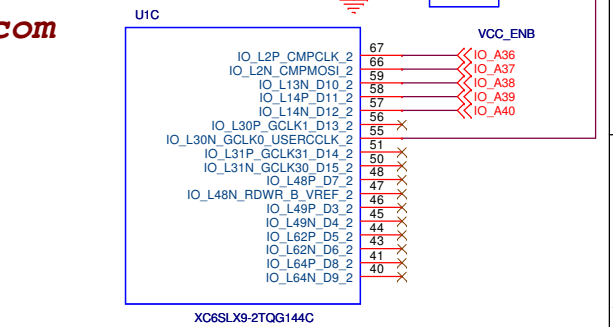 com
U1C
VCC_ENB
IO_L2P_CMPCLK_2 67 IO_A36
IO_L2N_CMPMOSI_2 66 IO_A37
IO_L13N_D10_2 59 IO_A38
IO_L14P_D11_2 58 IO_A39
IO_L14N_D12_2 57 IO_A40
IO_L30P_GCLK1_D13_2 56
IO_L30N_GCLK0_USERCCLK_2 55
IO_L31P_GCLK31_D14_2 51
IO_L31N_GCLK30_D15_2 50
IO_L48P_D7_2 48
IO_L48N_RDWR_B_VREF_2 47
IO_L49P_D3_2 46
IO_L49N_D4_2 45
IO_L62P_D5_2 44
IO_L62N_D6_2 43
IO_L64P_D8_2 41
IO_L64N_D9_2 40
XC6SLX9-2TQG144C